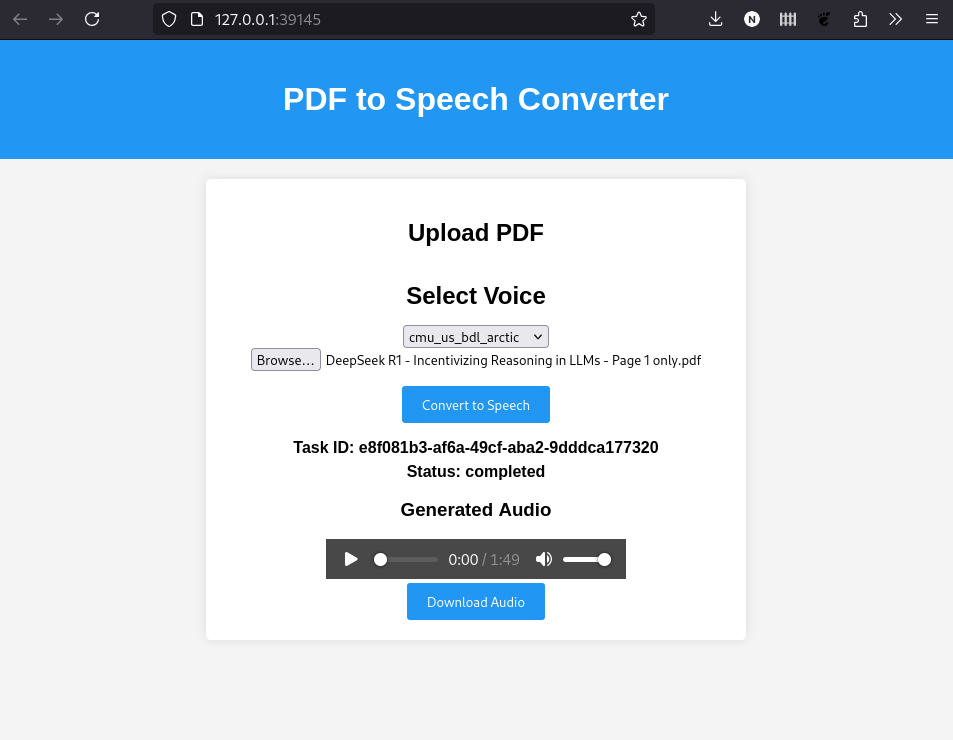 127.0.0.1:39145
N
PDF to Speech Converter
Upload PDF
Select Voice
cmu_us_bdl_arctic
Browse... DeepSeek R1 - Incentivizing Reasoning in LLMs - Page 1 only.pdf
Convert to Speech
Task ID: e8f081b3-af6a-49cf-aba2-9dddca177320
Status: completed
Generated Audio
0:00 / 1:49
Download Audio